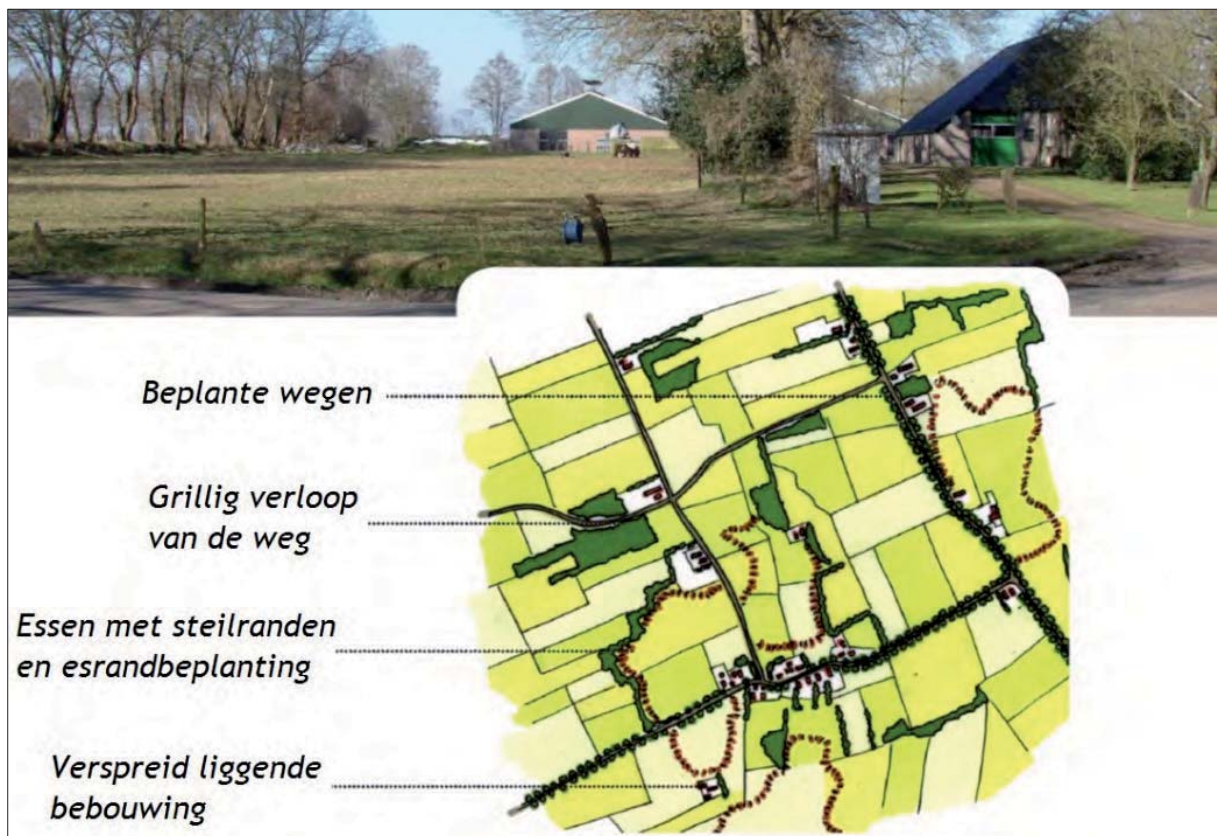 Beplante wegen
Grillig verloop
van de weg
Essen met steilranden
en esrandbeplanting
Verspreid liggende
bebouwing